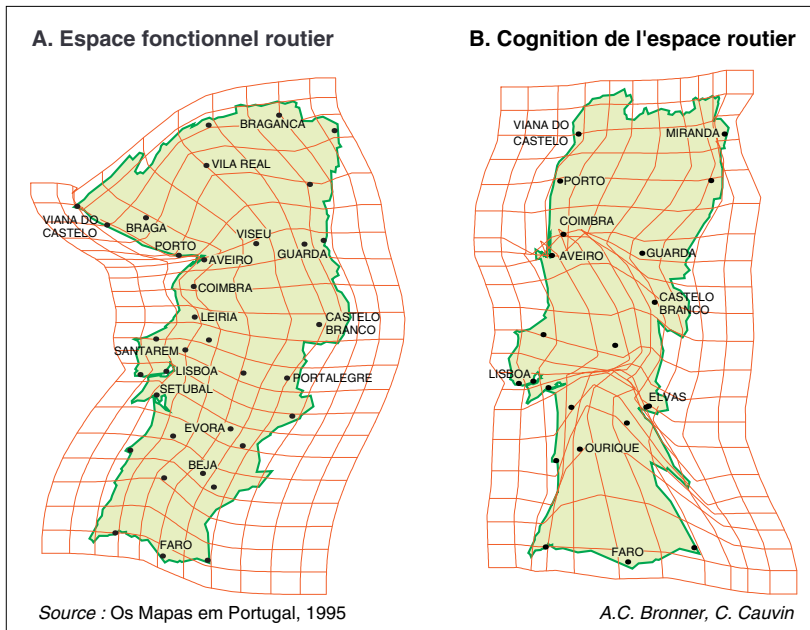 A. Espace fonctionnel routier
BRAGANCA
VILA REAL
VIANA DO
CASTELO
BRAGA
PORTO
VISEU
AVEIRO
GUARDA
COIMBRA
LEIRIA
CASTELO
BRANCO
SANTAREM
LISBOA
PORTALEGRE
SETUBAL
EVORA
BEJA
FARO
Source : Os Mapas em Portugal, 1995
B. Cognition de l'espace routier
VIANA DO
CASTELO
MIRANDA
PORTO
COIMBRA
AVEIRO
GUARDA
CASTELO
BRANCO
LISBOA
ELVAS
OURIQUE
FARO
A.C. Bronner, C. Cauvin